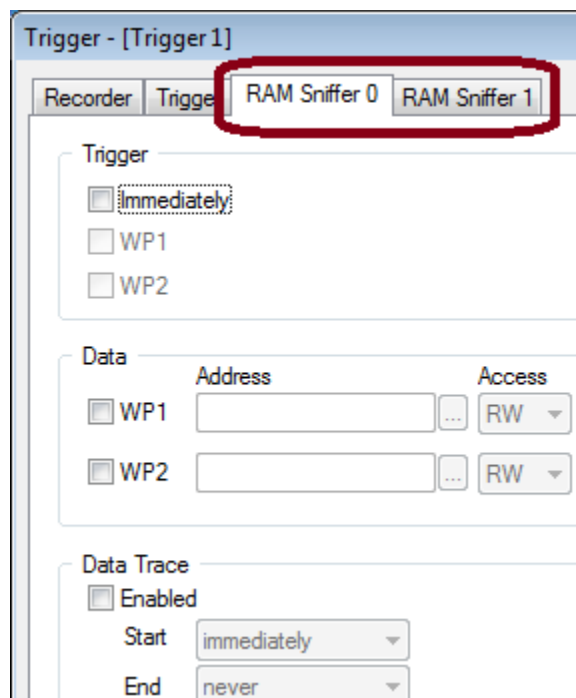 Trigger - [Trigger 1]
Recorder Trigge RAM Sniffer 0 RAM Sniffer 1
Trigger
Immediately
WP1
WP2
Data
Address Access
WP1 ... RW
WP2 ... RW
Data Trace
Enabled
Start immediately
End never